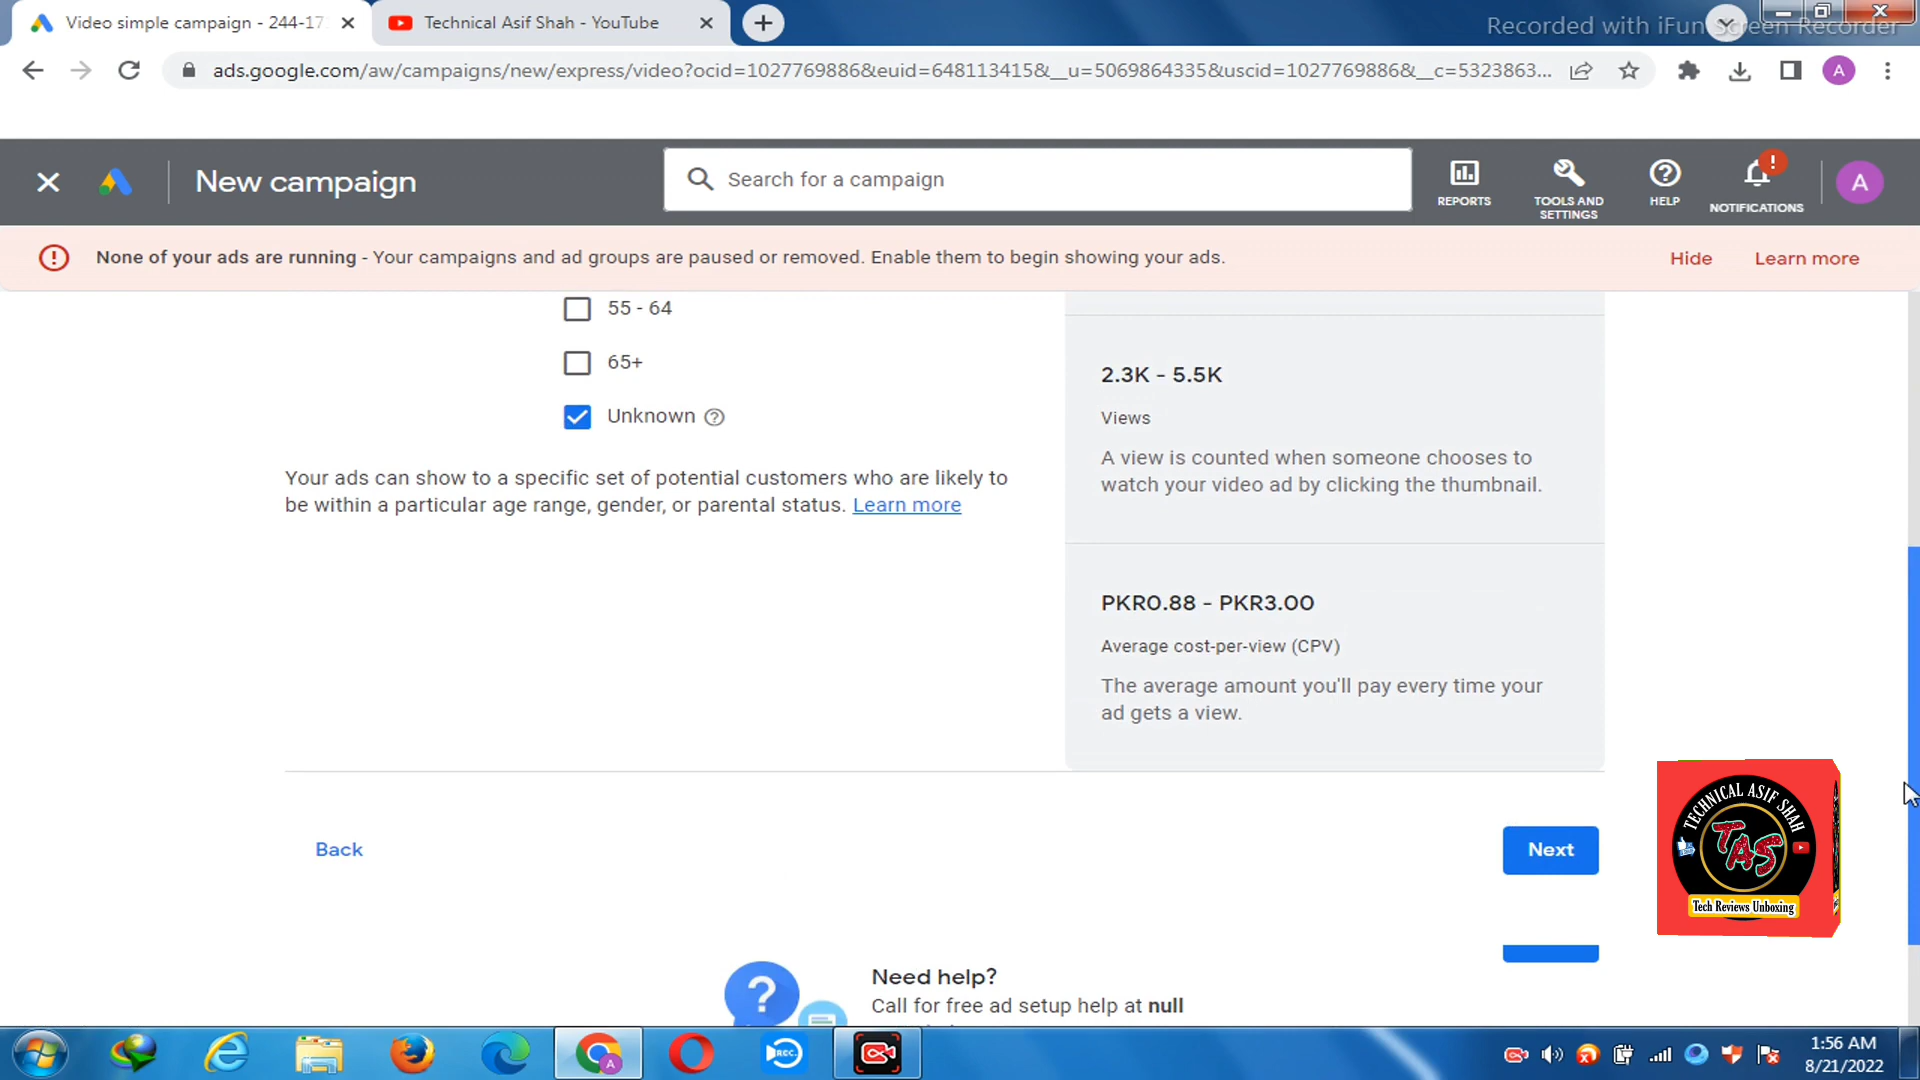 Video simple campaign - 244-17
Technical Asif Shah - YouTube
Recorded with iFun Screen Recorder
ads.google.com/aw/campaigns/new/express/video?ocid=1027769886&euid=648113415&__u=5069864335&uscid=1027769886&__c=5323863...
A
New campaign
Search for a campaign
REPORTS
TOOLS AND
SETTINGS
HELP
!
NOTIFICATIONS
A
None of your ads are running - Your campaigns and ad groups are paused or removed. Enable them to begin showing your ads.
Hide
Learn more
55 - 64
65+
Unknown
Your ads can show to a specific set of potential customers who are likely to
be within a particular age range, gender, or parental status. Learn more
2.3K - 5.5K
Views
A view is counted when someone chooses to
watch your video ad by clicking the thumbnail.
PKR0.88 - PKR3.00
Average cost-per-view (CPV)
The average amount you'll pay every time your
ad gets a view.
Back
Next
TECHNICAL ASIF SHAH
TAS
Tech Reviews Unboxing
Need help?
Call for free ad setup help at null
REC.
A
1:56 AM
8/21/2022